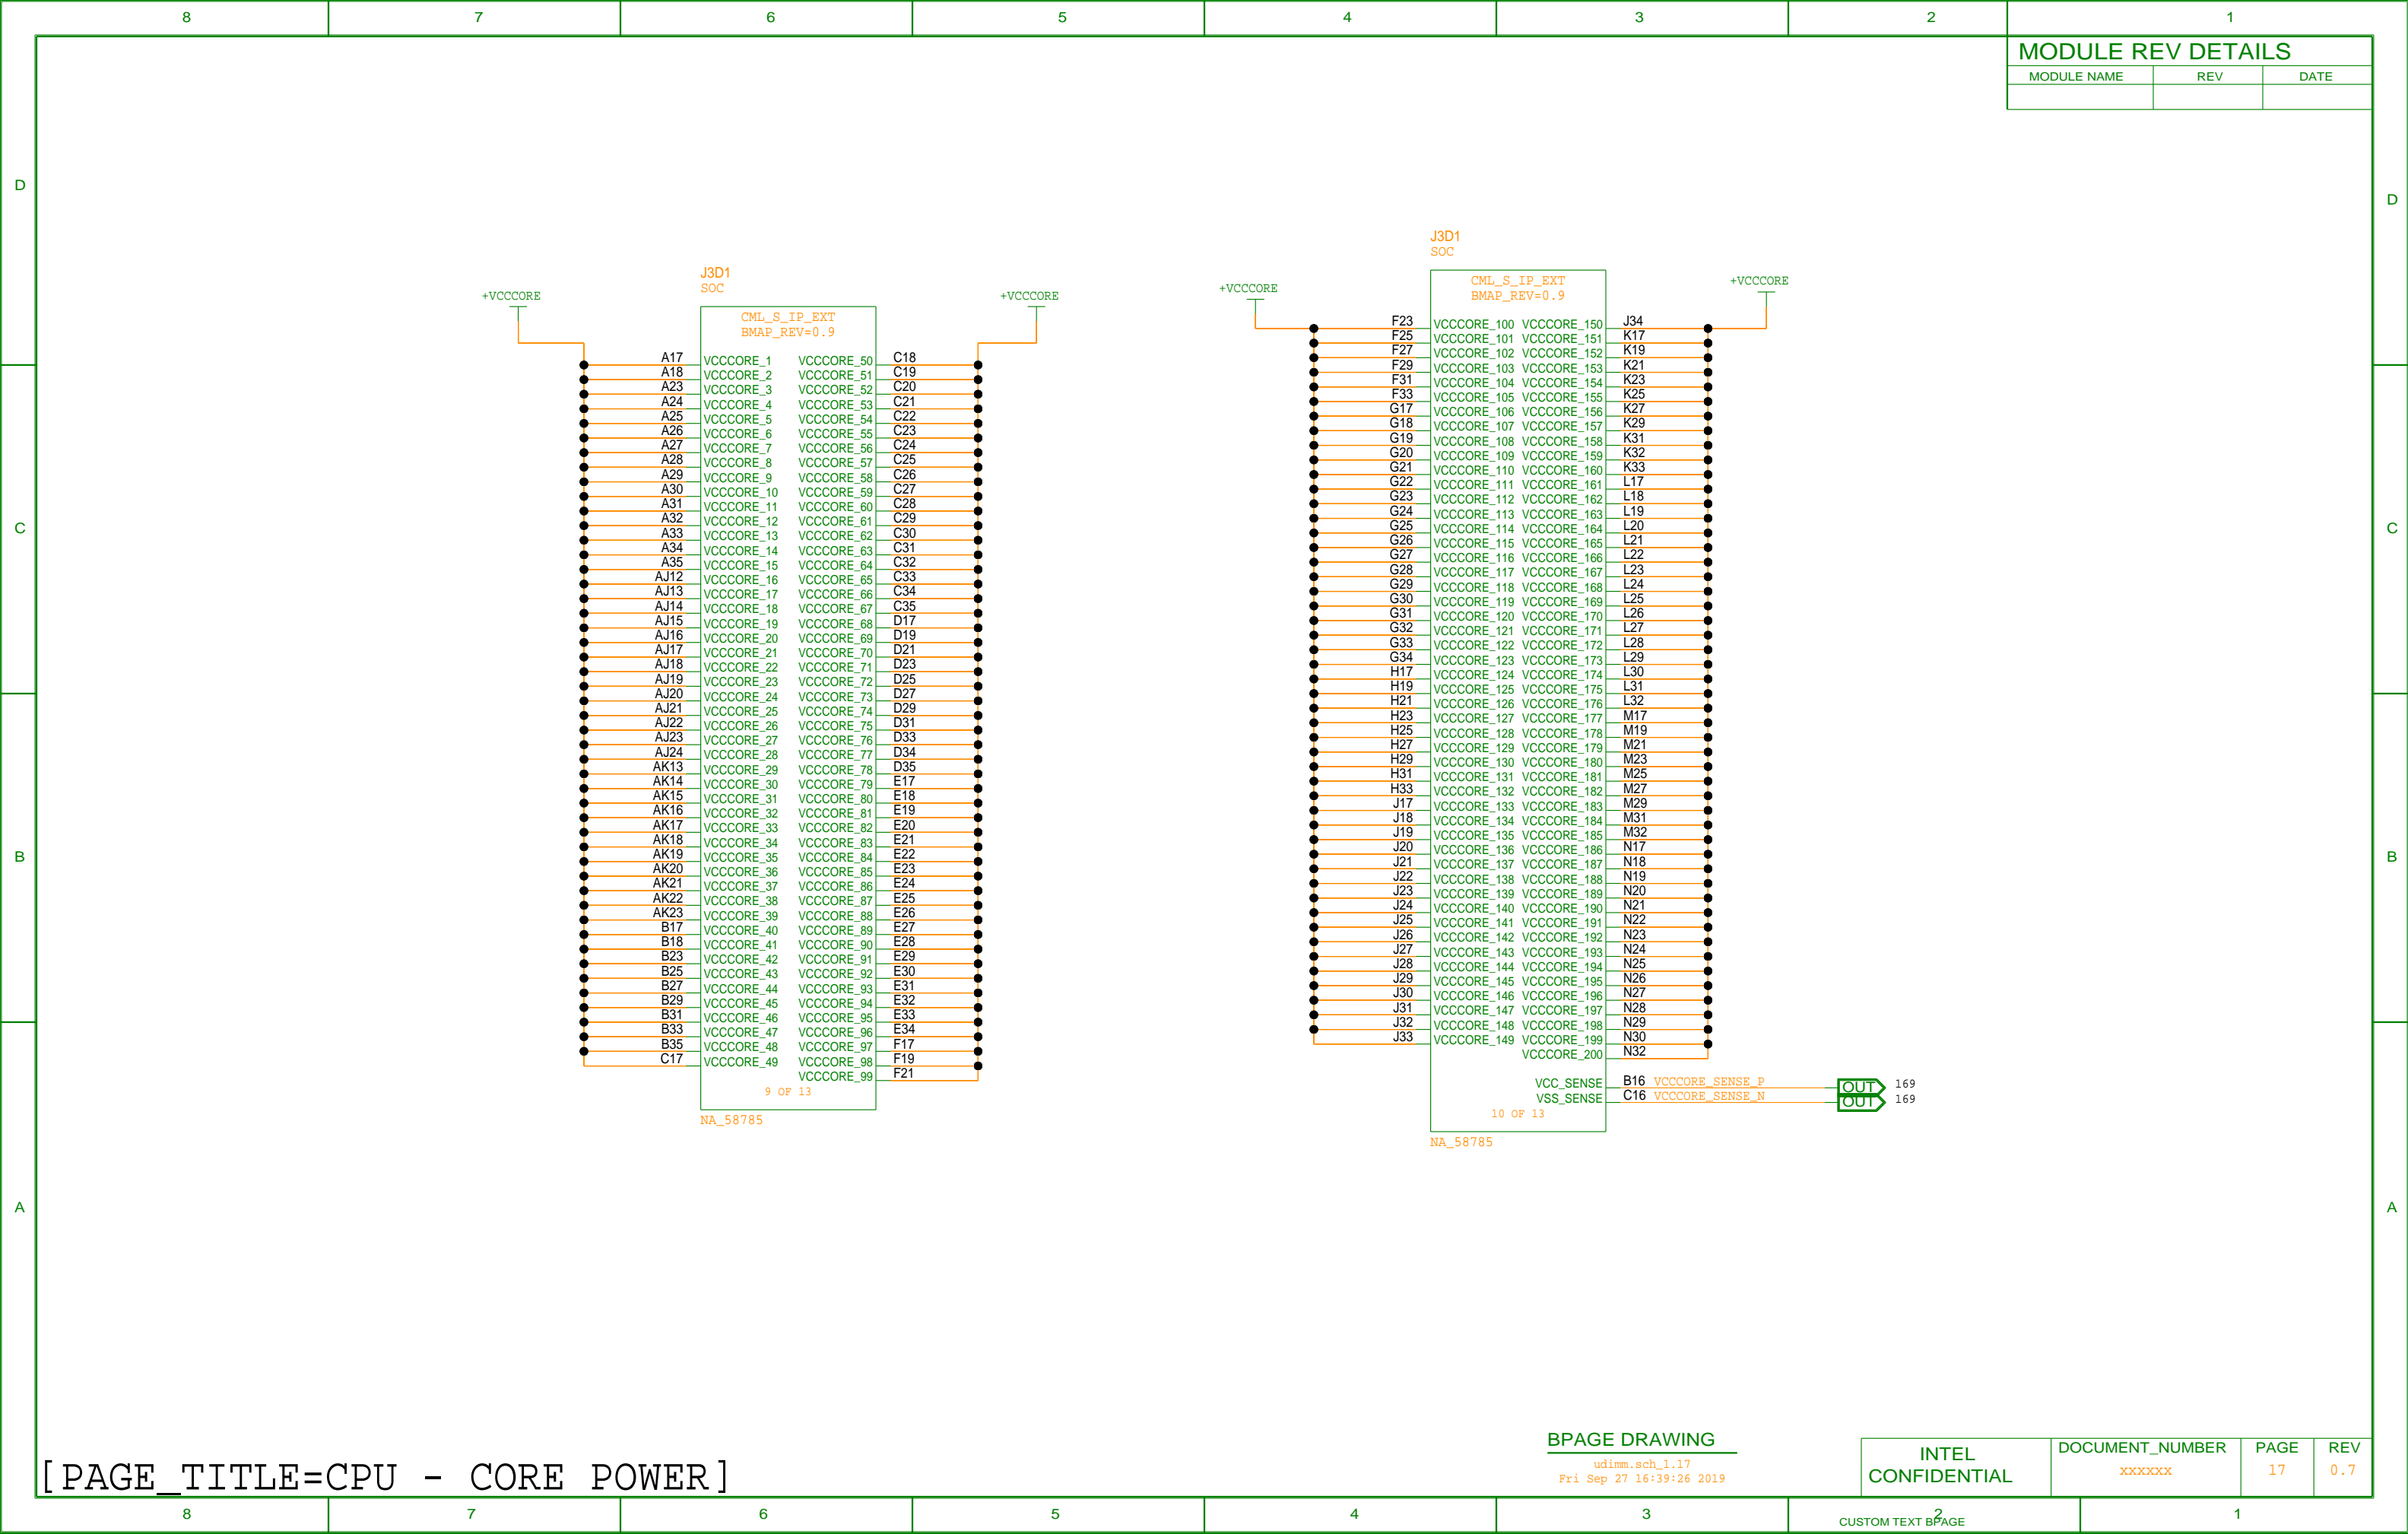 8 7 6 5 4 3 2 1
MODULE REV DETAILS
MODULE NAME REV DATE
D D
J3D1
SOC
CML_S_IP_EXT
BMAP_REV=0.9
+VCCCORE +VCCCORE
A17 VCCCORE_1 VCCCORE_50 C18
A18 VCCCORE_2 VCCCORE_51 C19
A23 VCCCORE_3 VCCCORE_52 C20
A24 VCCCORE_4 VCCCORE_53 C21
A25 VCCCORE_5 VCCCORE_54 C22
A26 VCCCORE_6 VCCCORE_55 C23
A27 VCCCORE_7 VCCCORE_56 C24
A28 VCCCORE_8 VCCCORE_57 C25
A29 VCCCORE_9 VCCCORE_58 C26
A30 VCCCORE_10 VCCCORE_59 C27
A31 VCCCORE_11 VCCCORE_60 C28
A32 VCCCORE_12 VCCCORE_61 C29
A33 VCCCORE_13 VCCCORE_62 C30
A34 VCCCORE_14 VCCCORE_63 C31
A35 VCCCORE_15 VCCCORE_64 C32
AJ12 VCCCORE_16 VCCCORE_65 C33
AJ13 VCCCORE_17 VCCCORE_66 C34
AJ14 VCCCORE_18 VCCCORE_67 C35
AJ15 VCCCORE_19 VCCCORE_68 D17
AJ16 VCCCORE_20 VCCCORE_69 D19
AJ17 VCCCORE_21 VCCCORE_70 D21
AJ18 VCCCORE_22 VCCCORE_71 D23
AJ19 VCCCORE_23 VCCCORE_72 D25
AJ20 VCCCORE_24 VCCCORE_73 D27
AJ21 VCCCORE_25 VCCCORE_74 D29
AJ22 VCCCORE_26 VCCCORE_75 D31
AJ23 VCCCORE_27 VCCCORE_76 D33
AJ24 VCCCORE_28 VCCCORE_77 D34
AK13 VCCCORE_29 VCCCORE_78 D35
AK14 VCCCORE_30 VCCCORE_79 E17
AK15 VCCCORE_31 VCCCORE_80 E18
AK16 VCCCORE_32 VCCCORE_81 E19
AK17 VCCCORE_33 VCCCORE_82 E20
AK18 VCCCORE_34 VCCCORE_83 E21
AK19 VCCCORE_35 VCCCORE_84 E22
AK20 VCCCORE_36 VCCCORE_85 E23
AK21 VCCCORE_37 VCCCORE_86 E24
AK22 VCCCORE_38 VCCCORE_87 E25
AK23 VCCCORE_39 VCCCORE_88 E26
B17 VCCCORE_40 VCCCORE_89 E27
B18 VCCCORE_41 VCCCORE_90 E28
B23 VCCCORE_42 VCCCORE_91 E29
B25 VCCCORE_43 VCCCORE_92 E30
B27 VCCCORE_44 VCCCORE_93 E31
B29 VCCCORE_45 VCCCORE_94 E32
B31 VCCCORE_46 VCCCORE_95 E33
B33 VCCCORE_47 VCCCORE_96 E34
B35 VCCCORE_48 VCCCORE_97 F17
C17 VCCCORE_49 VCCCORE_98 F19
VCCCORE_99 F21
9 OF 13
NA_58785
J3D1
SOC
CML_S_IP_EXT
BMAP_REV=0.9
+VCCCORE +VCCCORE
F23 VCCCORE_100 VCCCORE_150 J34
F25 VCCCORE_101 VCCCORE_151 K17
F27 VCCCORE_102 VCCCORE_152 K19
F29 VCCCORE_103 VCCCORE_153 K21
F31 VCCCORE_104 VCCCORE_154 K23
F33 VCCCORE_105 VCCCORE_155 K25
G17 VCCCORE_106 VCCCORE_156 K27
G18 VCCCORE_107 VCCCORE_157 K29
G19 VCCCORE_108 VCCCORE_158 K31
G20 VCCCORE_109 VCCCORE_159 K32
G21 VCCCORE_110 VCCCORE_160 K33
G22 VCCCORE_111 VCCCORE_161 L17
G23 VCCCORE_112 VCCCORE_162 L18
G24 VCCCORE_113 VCCCORE_163 L19
G25 VCCCORE_114 VCCCORE_164 L20
G26 VCCCORE_115 VCCCORE_165 L21
G27 VCCCORE_116 VCCCORE_166 L22
G28 VCCCORE_117 VCCCORE_167 L23
G29 VCCCORE_118 VCCCORE_168 L24
G30 VCCCORE_119 VCCCORE_169 L25
G31 VCCCORE_120 VCCCORE_170 L26
G32 VCCCORE_121 VCCCORE_171 L27
G33 VCCCORE_122 VCCCORE_172 L28
G34 VCCCORE_123 VCCCORE_173 L29
H17 VCCCORE_124 VCCCORE_174 L30
H19 VCCCORE_125 VCCCORE_175 L31
H21 VCCCORE_126 VCCCORE_176 L32
H23 VCCCORE_127 VCCCORE_177 M17
H25 VCCCORE_128 VCCCORE_178 M19
H27 VCCCORE_129 VCCCORE_179 M21
H29 VCCCORE_130 VCCCORE_180 M23
H31 VCCCORE_131 VCCCORE_181 M25
H33 VCCCORE_132 VCCCORE_182 M27
J17 VCCCORE_133 VCCCORE_183 M29
J18 VCCCORE_134 VCCCORE_184 M31
J19 VCCCORE_135 VCCCORE_185 M32
J20 VCCCORE_136 VCCCORE_186 N17
J21 VCCCORE_137 VCCCORE_187 N18
J22 VCCCORE_138 VCCCORE_188 N19
J23 VCCCORE_139 VCCCORE_189 N20
J24 VCCCORE_140 VCCCORE_190 N21
J25 VCCCORE_141 VCCCORE_191 N22
J26 VCCCORE_142 VCCCORE_192 N23
J27 VCCCORE_143 VCCCORE_193 N24
J28 VCCCORE_144 VCCCORE_194 N25
J29 VCCCORE_145 VCCCORE_195 N26
J30 VCCCORE_146 VCCCORE_196 N27
J31 VCCCORE_147 VCCCORE_197 N28
J32 VCCCORE_148 VCCCORE_198 N29
J33 VCCCORE_149 VCCCORE_199 N30
VCCCORE_200 N32
VCC_SENSE B16 VCCCORE_SENSE_P OUT 169
VSS_SENSE C16 VCCCORE_SENSE_N OUT 169
10 OF 13
NA_58785
C C
B B
A A
[PAGE_TITLE=CPU - CORE POWER]
BPAGE DRAWING
udimm.sch_1.17
Fri Sep 27 16:39:26 2019
INTEL
CONFIDENTIAL
DOCUMENT_NUMBER PAGE REV
xxxxxx 17 0.7
8 7 6 5 4 3 2 1
CUSTOM TEXT BPAGE